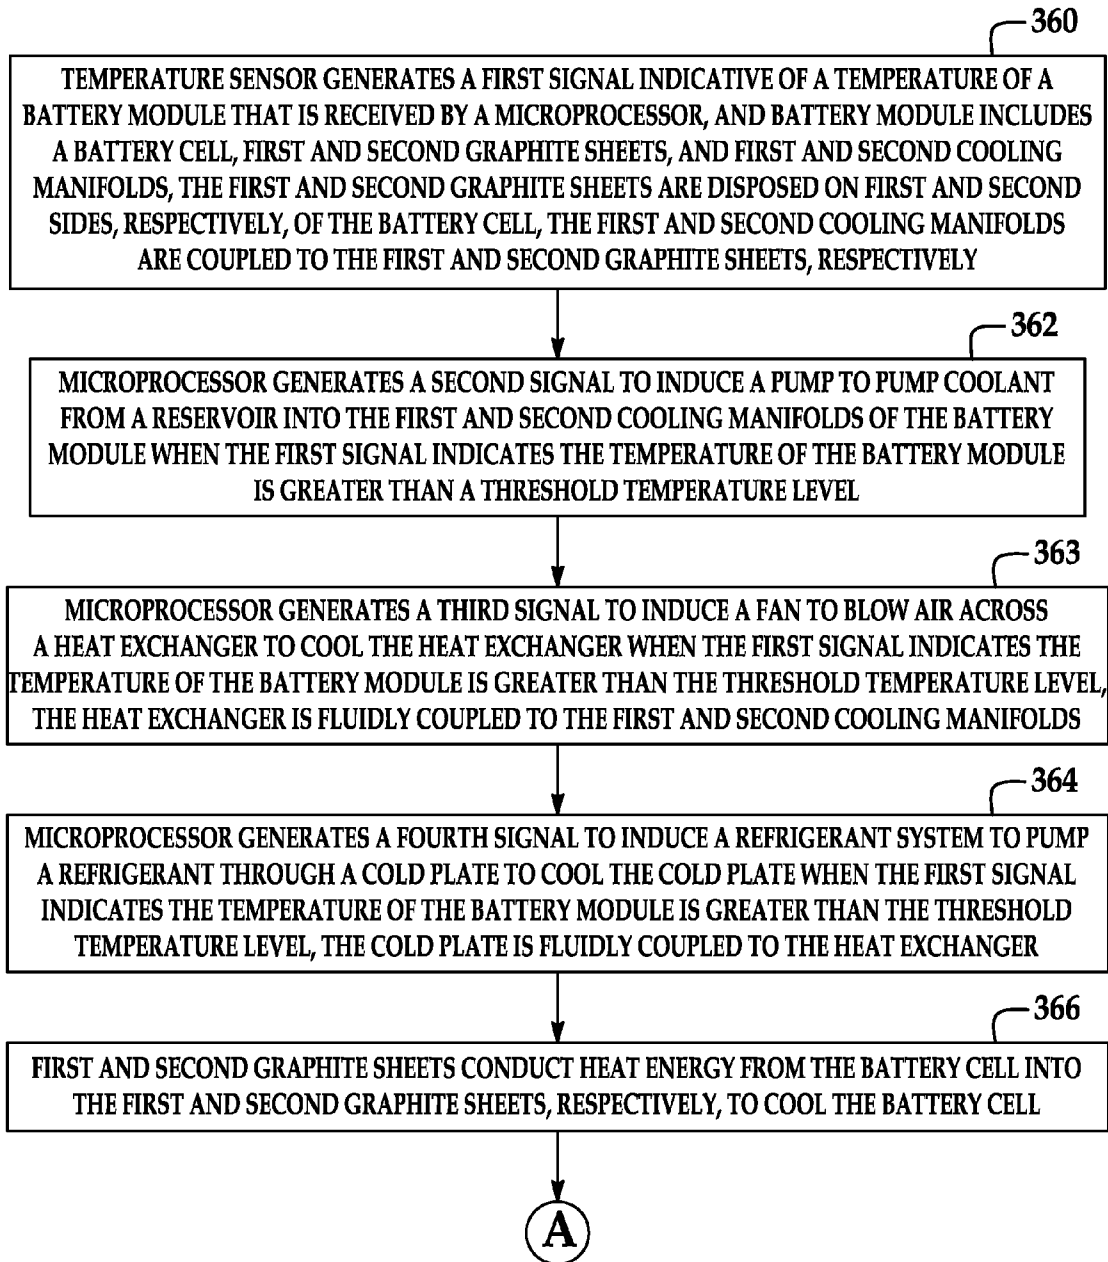 360
TEMPERATURE SENSOR GENERATES A FIRST SIGNAL INDICATIVE OF A TEMPERATURE OF A
BATTERY MODULE THAT IS RECEIVED BY A MICROPROCESSOR, AND BATTERY MODULE INCLUDES
A BATTERY CELL, FIRST AND SECOND GRAPHITE SHEETS, AND FIRST AND SECOND COOLING
MANIFOLDS, THE FIRST AND SECOND GRAPHITE SHEETS ARE DISPOSED ON FIRST AND SECOND
SIDES, RESPECTIVELY, OF THE BATTERY CELL, THE FIRST AND SECOND COOLING MANIFOLDS
ARE COUPLED TO THE FIRST AND SECOND GRAPHITE SHEETS, RESPECTIVELY
362
MICROPROCESSOR GENERATES A SECOND SIGNAL TO INDUCE A PUMP TO PUMP COOLANT
FROM A RESERVOIR INTO THE FIRST AND SECOND COOLING MANIFOLDS OF THE BATTERY
MODULE WHEN THE FIRST SIGNAL INDICATES THE TEMPERATURE OF THE BATTERY MODULE
IS GREATER THAN A THRESHOLD TEMPERATURE LEVEL
363
MICROPROCESSOR GENERATES A THIRD SIGNAL TO INDUCE A FAN TO BLOW AIR ACROSS
A HEAT EXCHANGER TO COOL THE HEAT EXCHANGER WHEN THE FIRST SIGNAL INDICATES THE
TEMPERATURE OF THE BATTERY MODULE IS GREATER THAN THE THRESHOLD TEMPERATURE LEVEL,
THE HEAT EXCHANGER IS FLUIDLY COUPLED TO THE FIRST AND SECOND COOLING MANIFOLDS
364
MICROPROCESSOR GENERATES A FOURTH SIGNAL TO INDUCE A REFRIGERANT SYSTEM TO PUMP
A REFRIGERANT THROUGH A COLD PLATE TO COOL THE COLD PLATE WHEN THE FIRST SIGNAL
INDICATES THE TEMPERATURE OF THE BATTERY MODULE IS GREATER THAN THE THRESHOLD
TEMPERATURE LEVEL, THE COLD PLATE IS FLUIDLY COUPLED TO THE HEAT EXCHANGER
366
FIRST AND SECOND GRAPHITE SHEETS CONDUCT HEAT ENERGY FROM THE BATTERY CELL INTO
THE FIRST AND SECOND GRAPHITE SHEETS, RESPECTIVELY, TO COOL THE BATTERY CELL
A